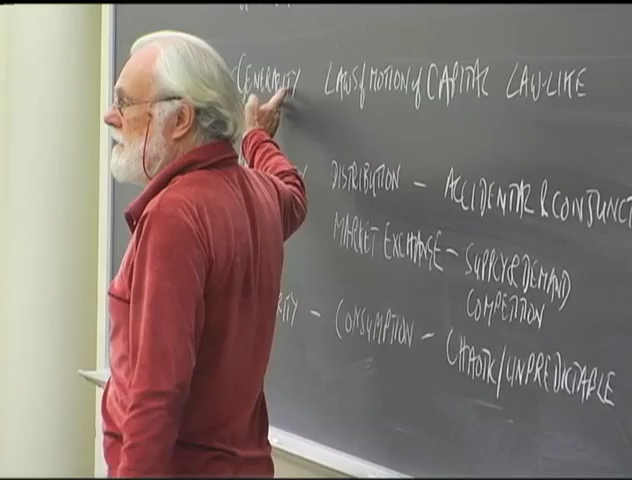 GENERALITY LAWS of MOTION of CAPITAL LAW-LIKE
DISTRIBUTION - ACCIDENTAL & CONJUNCT
MARKET EXCHANGE - SUPPLY & DEMAND
COMPETITION
RITY - CONSUMPTION - CHAOTIC/UNPREDICTABLE